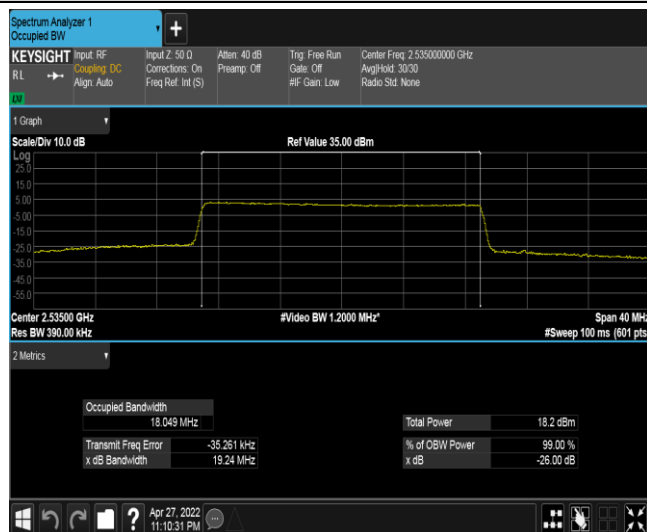 Spectrum Analyzer 1
Occupied BW
+
KEYSIGHT
RL
LXI
Input: RF
Coupling: DC
Align: Auto
Input Z: 50 Ω
Corrections: On
Freq Ref: Int (S)
Atten: 40 dB
Preamp: Off
Trig: Free Run
Gate: Off
#IF Gain: Low
Center Freq: 2.535000000 GHz
Avg|Hold: 30/30
Radio Std: None
1 Graph
Scale/Div 10.0 dB
Ref Value 35.00 dBm
Log
25.0
15.0
5.00
-5.00
-15.0
-25.0
-35.0
-45.0
-55.0
Center 2.53500 GHz
#Video BW 1.2000 MHz*
Span 40 MHz
Res BW 390.00 kHz
#Sweep 100 ms (601 pts
2 Metrics
Occupied Bandwidth
18.049 MHz
Total Power 18.2 dBm
Transmit Freq Error -35.261 kHz
% of OBW Power 99.00 %
x dB Bandwidth 19.24 MHz
x dB -26.00 dB
?
Apr 27, 2022
11:10:31 PM